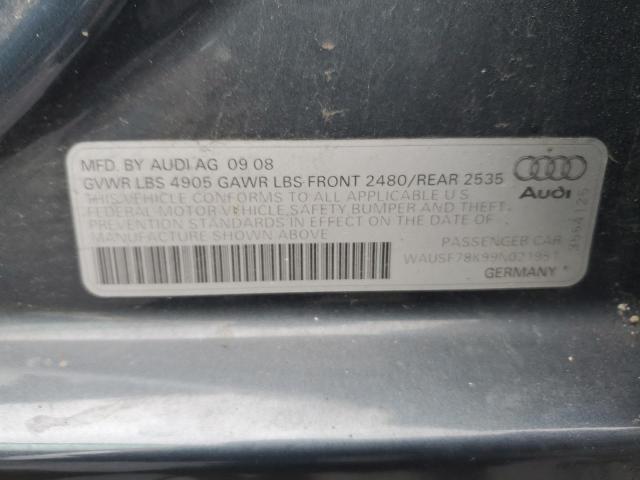 MFD. BY AUDI AG 09 08
GVWR LBS 4905 GAWR LBS FRONT 2480/REAR 2535
THIS VEHICLE CONFORMS TO ALL APPLICABLE U S
FEDERAL MOTOR VEHICLE SAFETY BUMPER AND THEFT
PREVENTION STANDARDS IN EFFECT ON THE DATE OF
MANUFACTURE SHOWN ABOVE
PASSENGER CAR
WAUSF78K99N021951
GERMANY
Audi